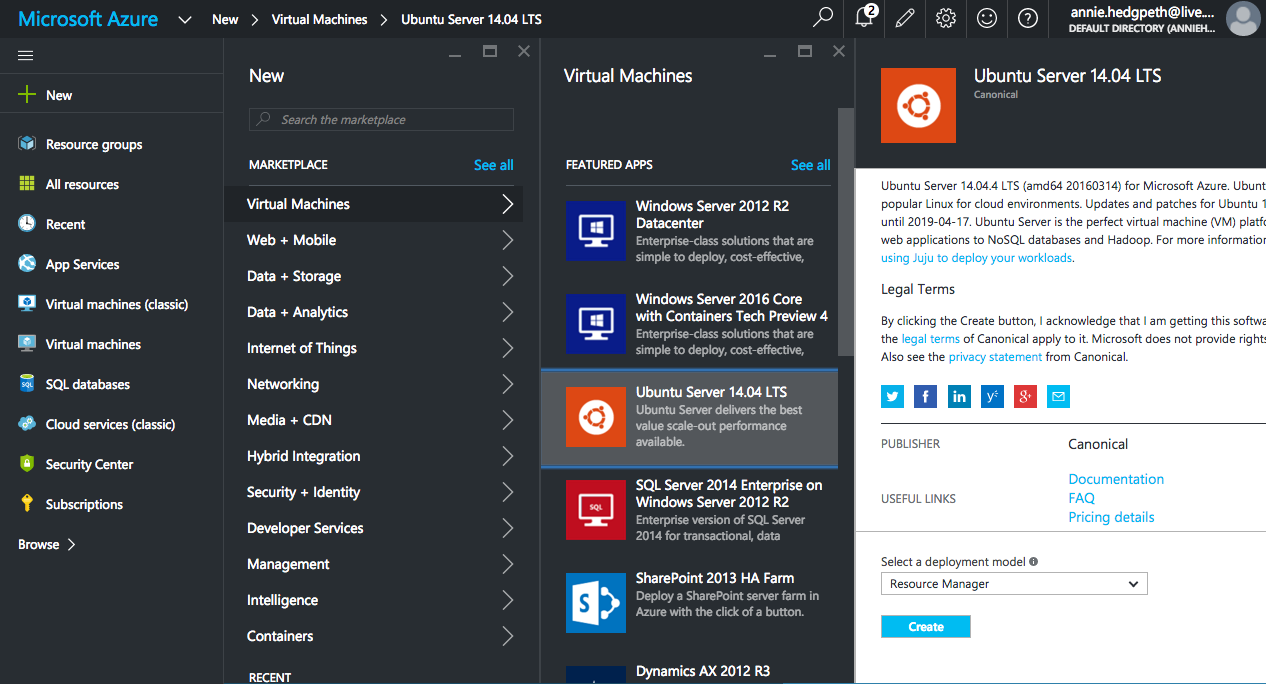 Microsoft Azure
New > Virtual Machines > Ubuntu Server 14.04 LTS
2
annie.hedgpeth@live....
DEFAULT DIRECTORY (ANNIEH...
New
Resource groups
All resources
Recent
App Services
Virtual machines (classic)
Virtual machines
SQL databases
SQL
Cloud services (classic)
Security Center
Subscriptions
Browse >
New
Search the marketplace
MARKETPLACE
See all
Virtual Machines
Web + Mobile
Data + Storage
Data + Analytics
Internet of Things
Networking
Media + CDN
Hybrid Integration
Security + Identity
Developer Services
Management
Intelligence
Containers
RECENT
Virtual Machines
FEATURED APPS
See all
Windows Server 2012 R2
Datacenter
Enterprise-class solutions that are
simple to deploy, cost-effective,
Windows Server 2016 Core
with Containers Tech Preview 4
Enterprise-class solutions that are
simple to deploy, cost-effective,
Ubuntu Server 14.04 LTS
Ubuntu Server delivers the best
value scale-out performance
available.
SQL
SQL Server 2014 Enterprise on
Windows Server 2012 R2
Enterprise version of SQL Server
2014 for transactional, data
S
SharePoint 2013 HA Farm
Deploy a SharePoint server farm in
Azure with the click of a button.
Dynamics AX 2012 R3
Ubuntu Server 14.04 LTS
Canonical
Ubuntu Server 14.04.4 LTS (amd64 20160314) for Microsoft Azure. Ubunt
popular Linux for cloud environments. Updates and patches for Ubuntu 1
until 2019-04-17. Ubuntu Server is the perfect virtual machine (VM) platfo
web applications to NoSQL databases and Hadoop. For more information
using Juju to deploy your workloads.
Legal Terms
By clicking the Create button, I acknowledge that I am getting this softwa
the legal terms of Canonical apply to it. Microsoft does not provide rights
Also see the privacy statement from Canonical.
PUBLISHER
Canonical
USEFUL LINKS
Documentation
FAQ
Pricing details
Select a deployment model
Resource Manager
Create